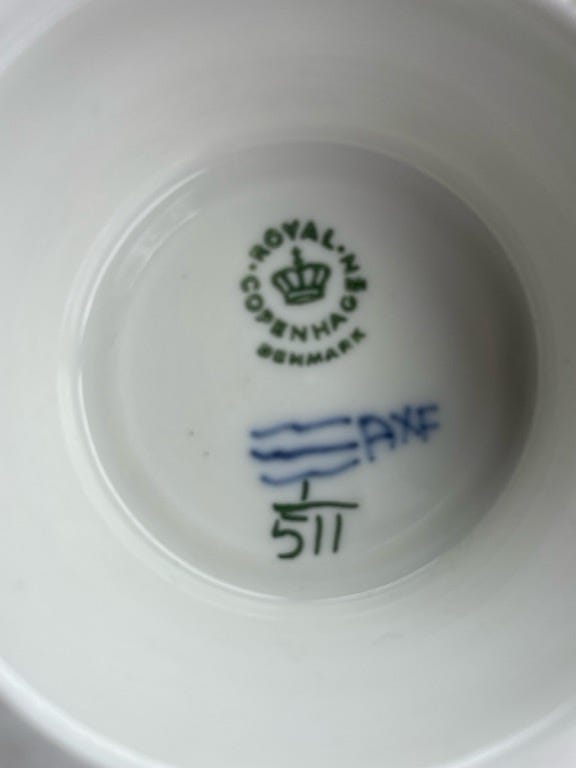 ROYAL
COPENHAGEN
DENMARK
AXF
1
511